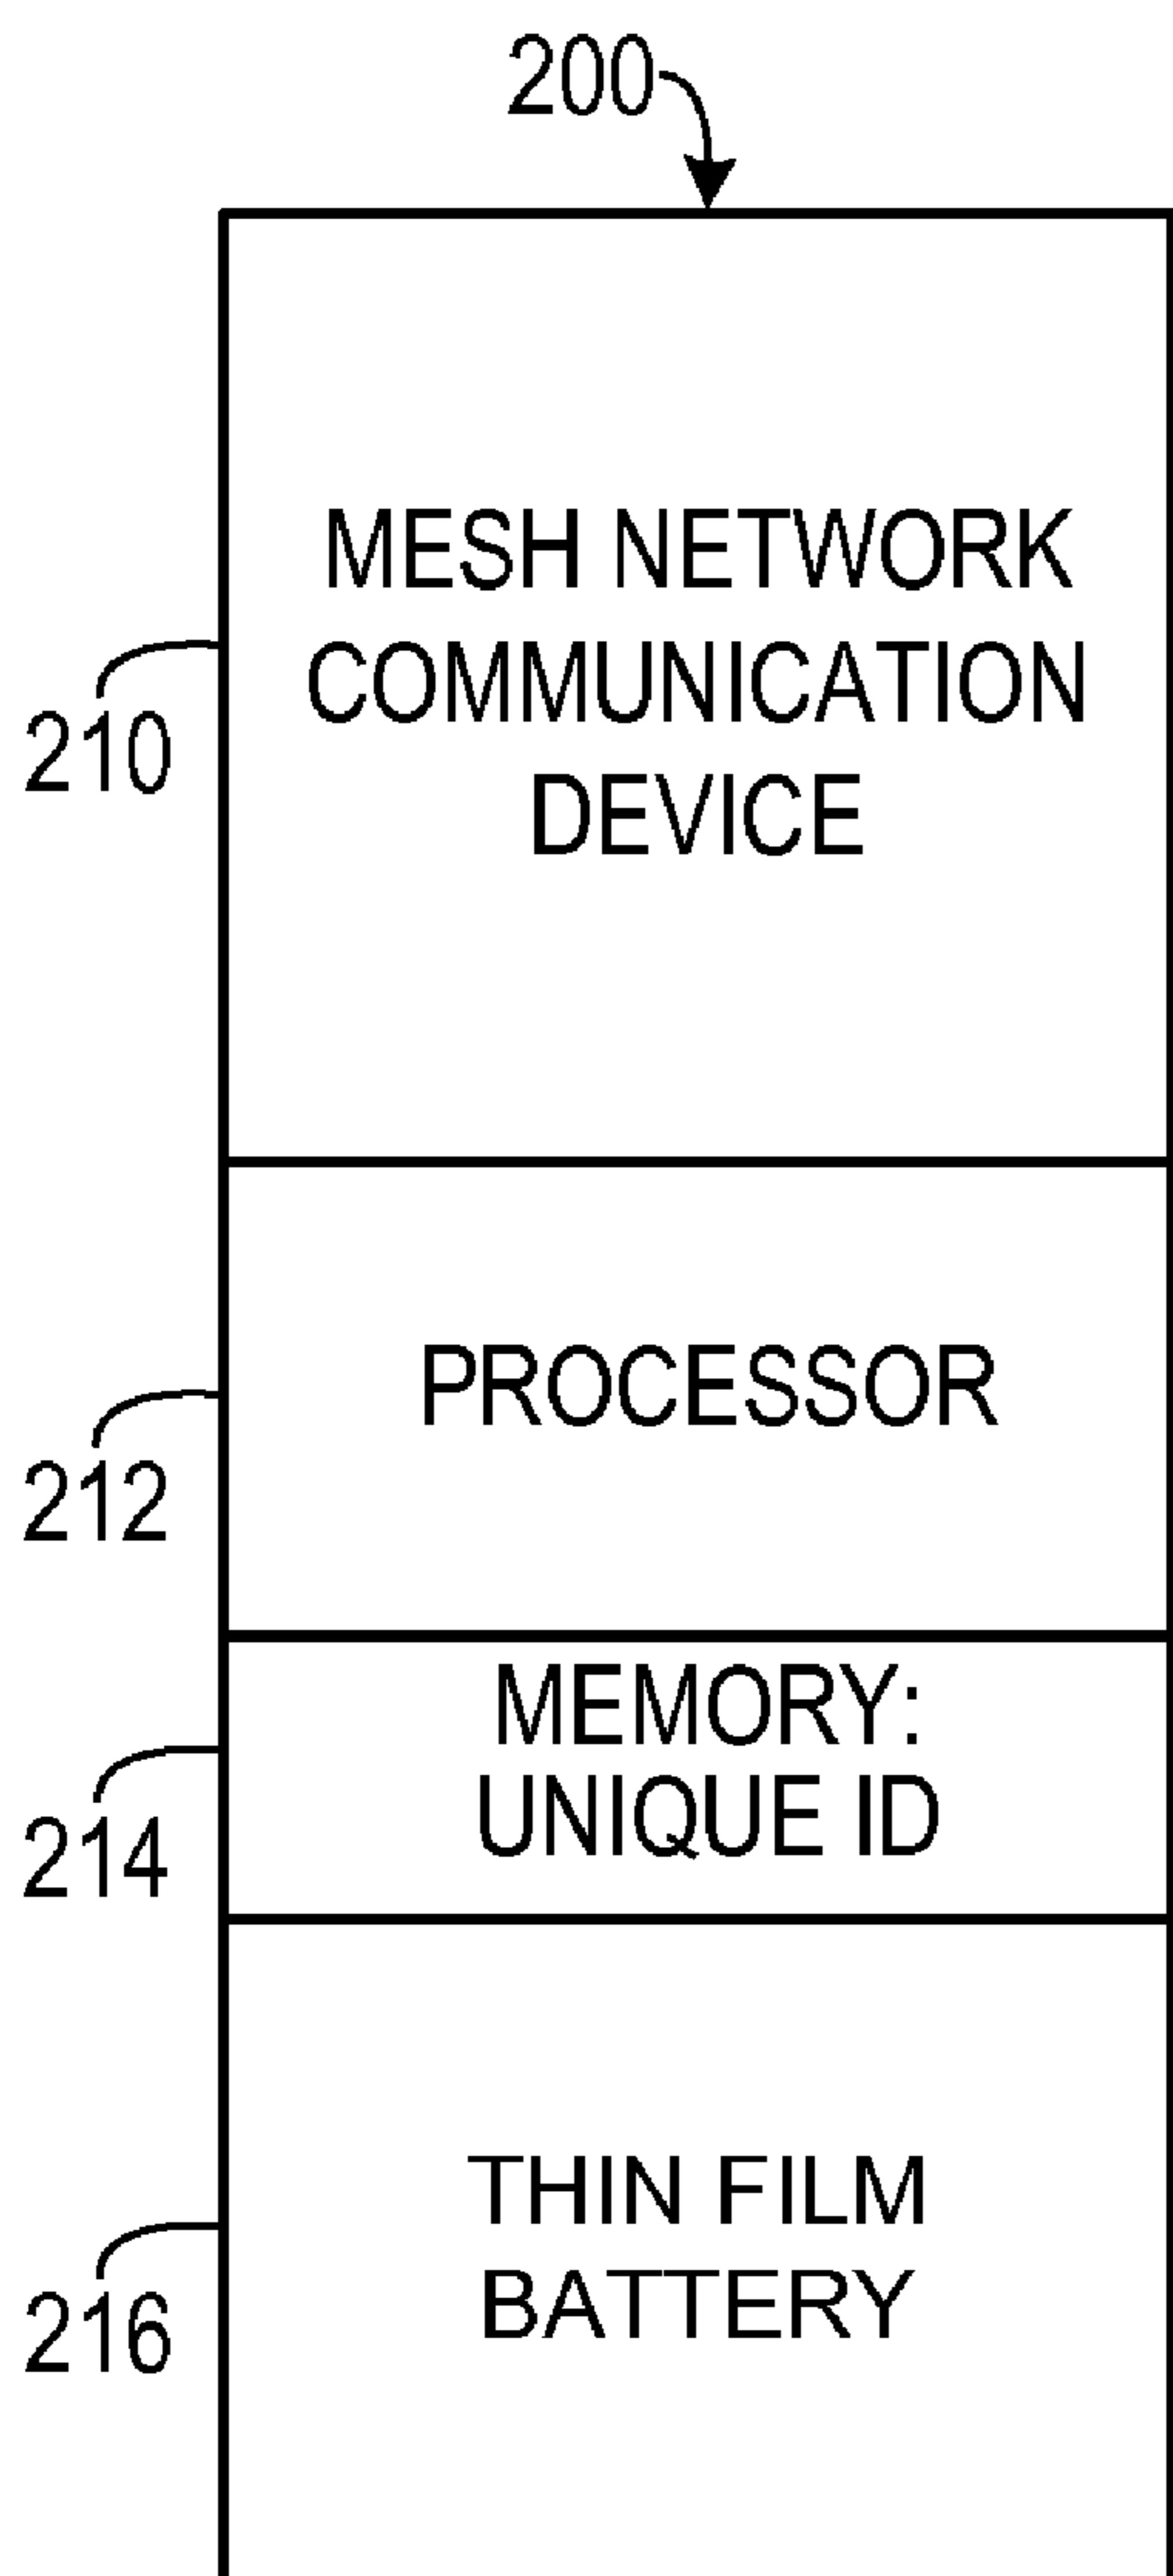 200
MESH NETWORK
COMMUNICATION
DEVICE
210
PROCESSOR
212
MEMORY:
UNIQUE ID
214
THIN FILM
BATTERY
216